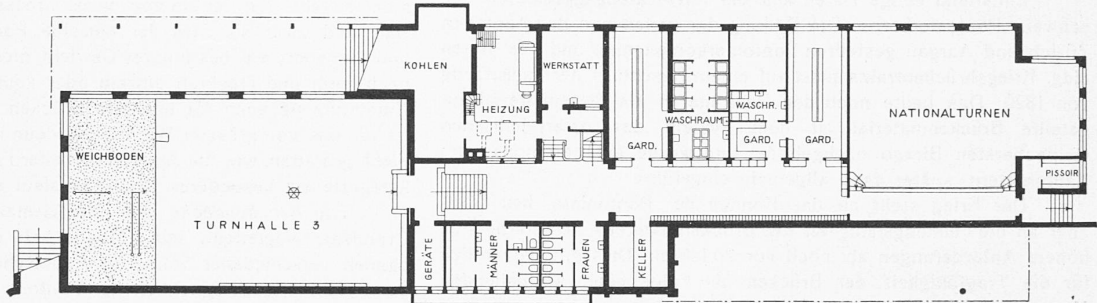 KOHLEN
HEIZUNG
WERKSTATT
WASCHR.
WASCHRAUM
GARD.
GARD.
GARD.
NATIONALTURNEN
WEICHBODEN
PISSOIR
TURNHALLE 3
GERÄTE
MÄNNER
FRAUEN
KELLER